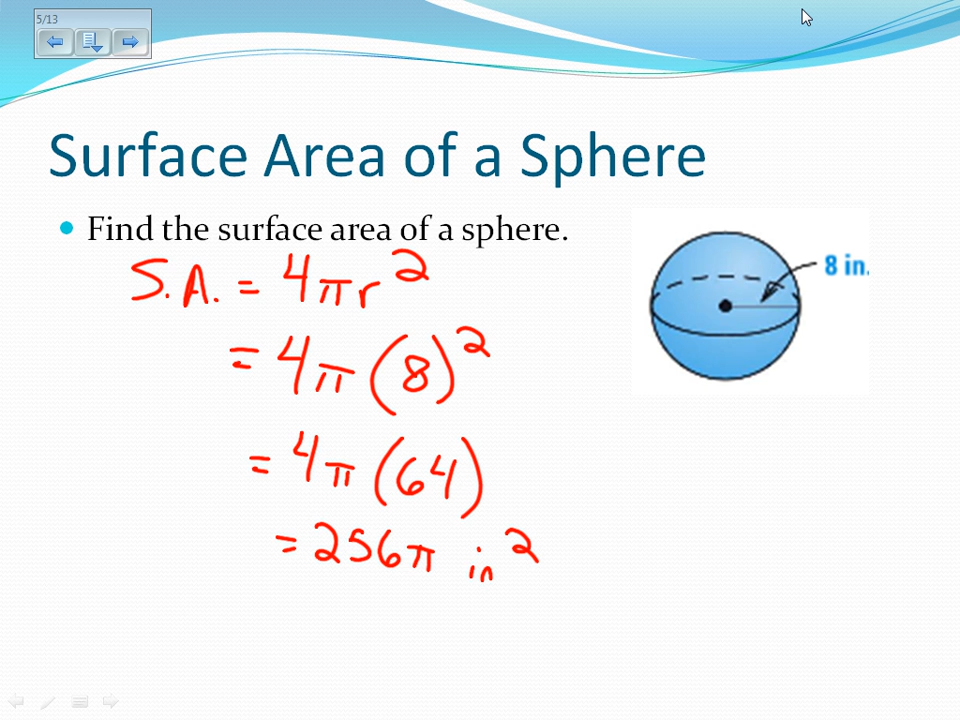 5/13
Surface Area of a Sphere
• Find the surface area of a sphere.
8 in.
S.A. = 4πr²
= 4π(8)²
= 4π(64)
= 256π in²